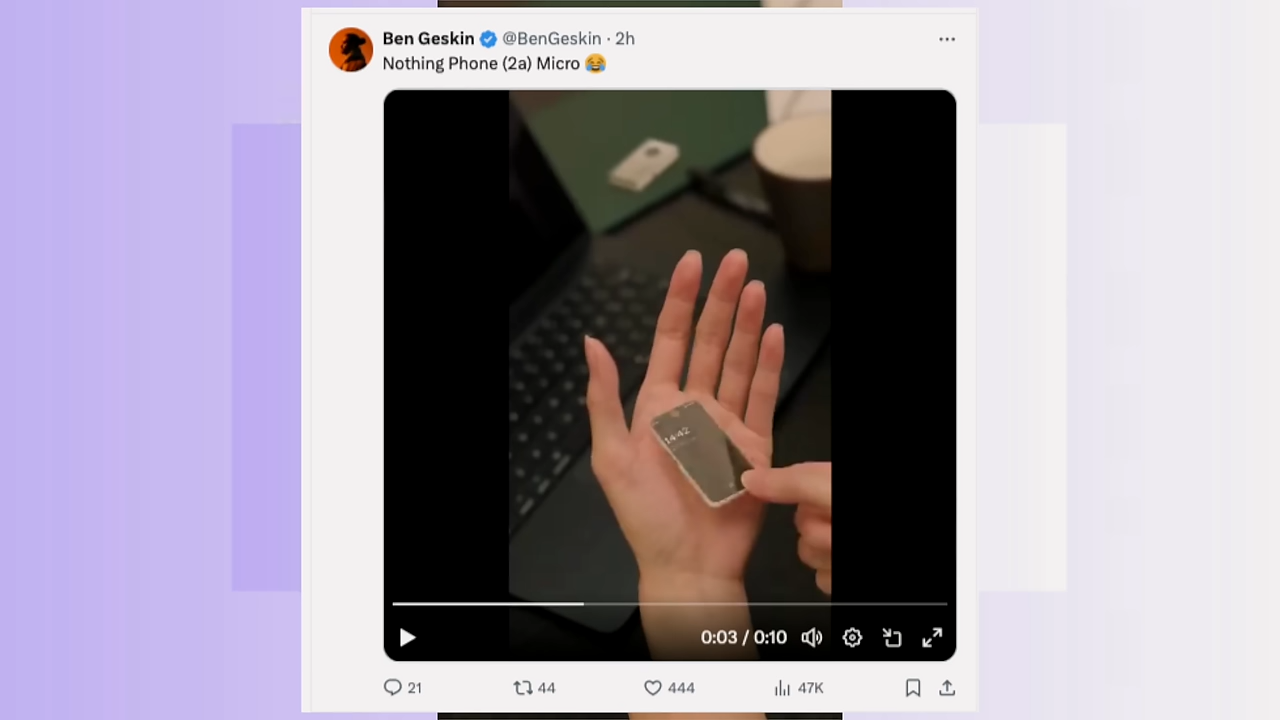 Ben Geskin @BenGeskin · 2h
Nothing Phone (2a) Micro 😂
14:42
0:03 / 0:10
21 44 444 47K